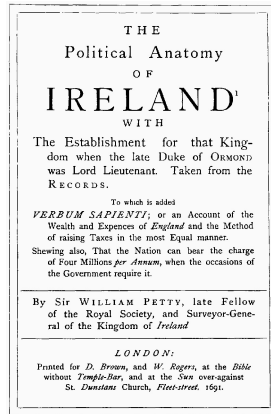 THE
Political Anatomy
OF
IRELAND¹
WITH
The Establishment for that King-
dom when the late Duke of ORMOND
was Lord Lieutenant. Taken from the
RECORDS.
To which is added
VERBUM SAPIENTI; or an Account of the
Wealth and Expences of England and the Method
of raising Taxes in the most Equal manner.
Shewing also, That the Nation can bear the charge
of Four Millions per Annum, when the occasions of
the Government require it.
By Sir WILLIAM PETTY, late Fellow
of the Royal Society, and Surveyor-Gene-
ral of the Kingdom of Ireland
LONDON:
Printed for D. Brown, and W. Rogers, at the Bible
without Temple-Bar, and at the Sun over-against
St. Dunstans Church, Fleet-street. 1691.